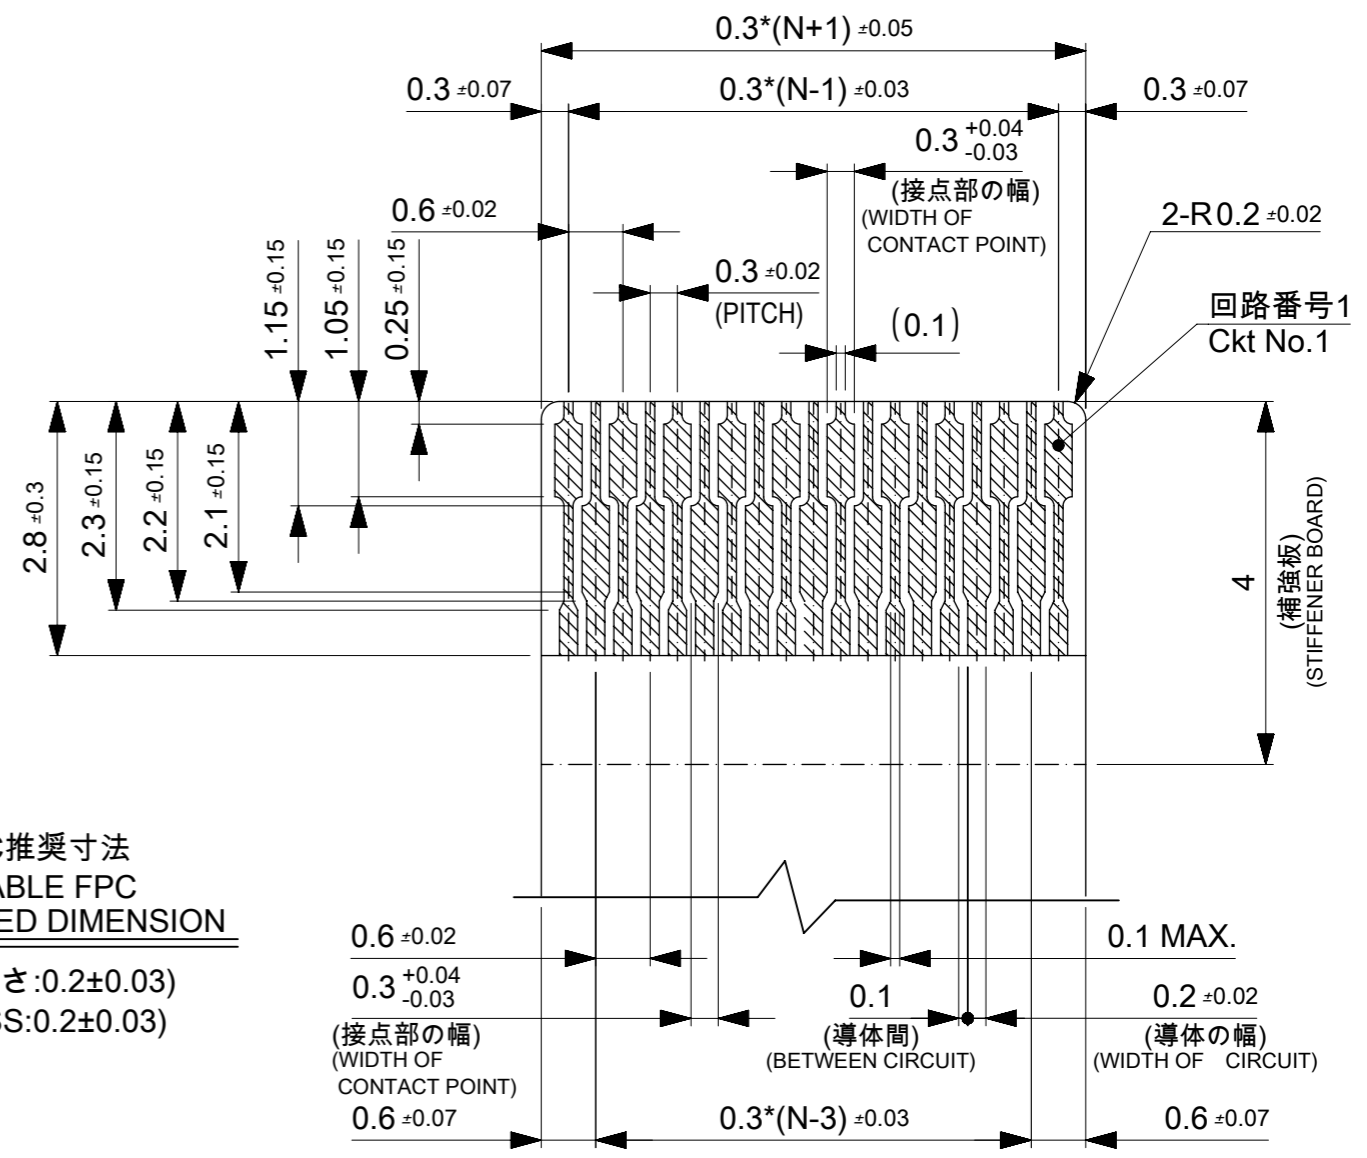 0.3*(N+1) ±0.05
0.3 ±0.07
0.3*(N-1) ±0.03
0.3 ±0.07
0.3 +0.04 -0.03
(接点部の幅)
(WIDTH OF
CONTACT POINT)
0.6 ±0.02
2-R0.2 ±0.02
0.3 ±0.02
(PITCH)
(0.1)
回路番号1
Ckt No.1
1.15 ±0.15
1.05 ±0.15
0.25 ±0.15
2.8 ±0.3
2.3 ±0.15
2.2 ±0.15
2.1 ±0.15
4
(補強板)
(STIFFENER BOARD)
推奨寸法
ABLE FPC
ED DIMENSION
さ:0.2±0.03)
SS:0.2±0.03)
0.6 ±0.02
0.1 MAX.
0.3 +0.04 -0.03
(接点部の幅)
(WIDTH OF
CONTACT POINT)
0.1
(導体間)
(BETWEEN CIRCUIT)
0.2 ±0.02
(導体の幅)
(WIDTH OF CIRCUIT)
0.6 ±0.07
0.3*(N-3) ±0.03
0.6 ±0.07